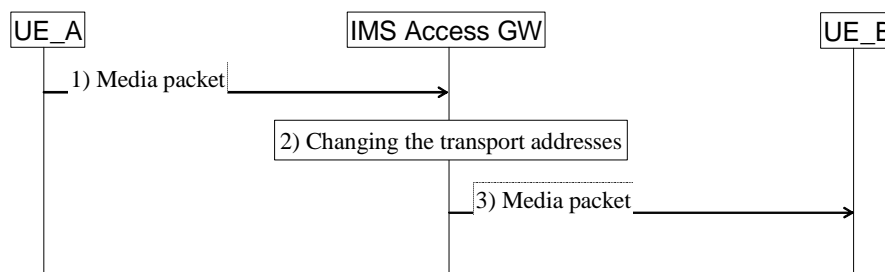 UE_A
IMS Access GW
UE_B
1) Media packet
2) Changing the transport addresses
3) Media packet